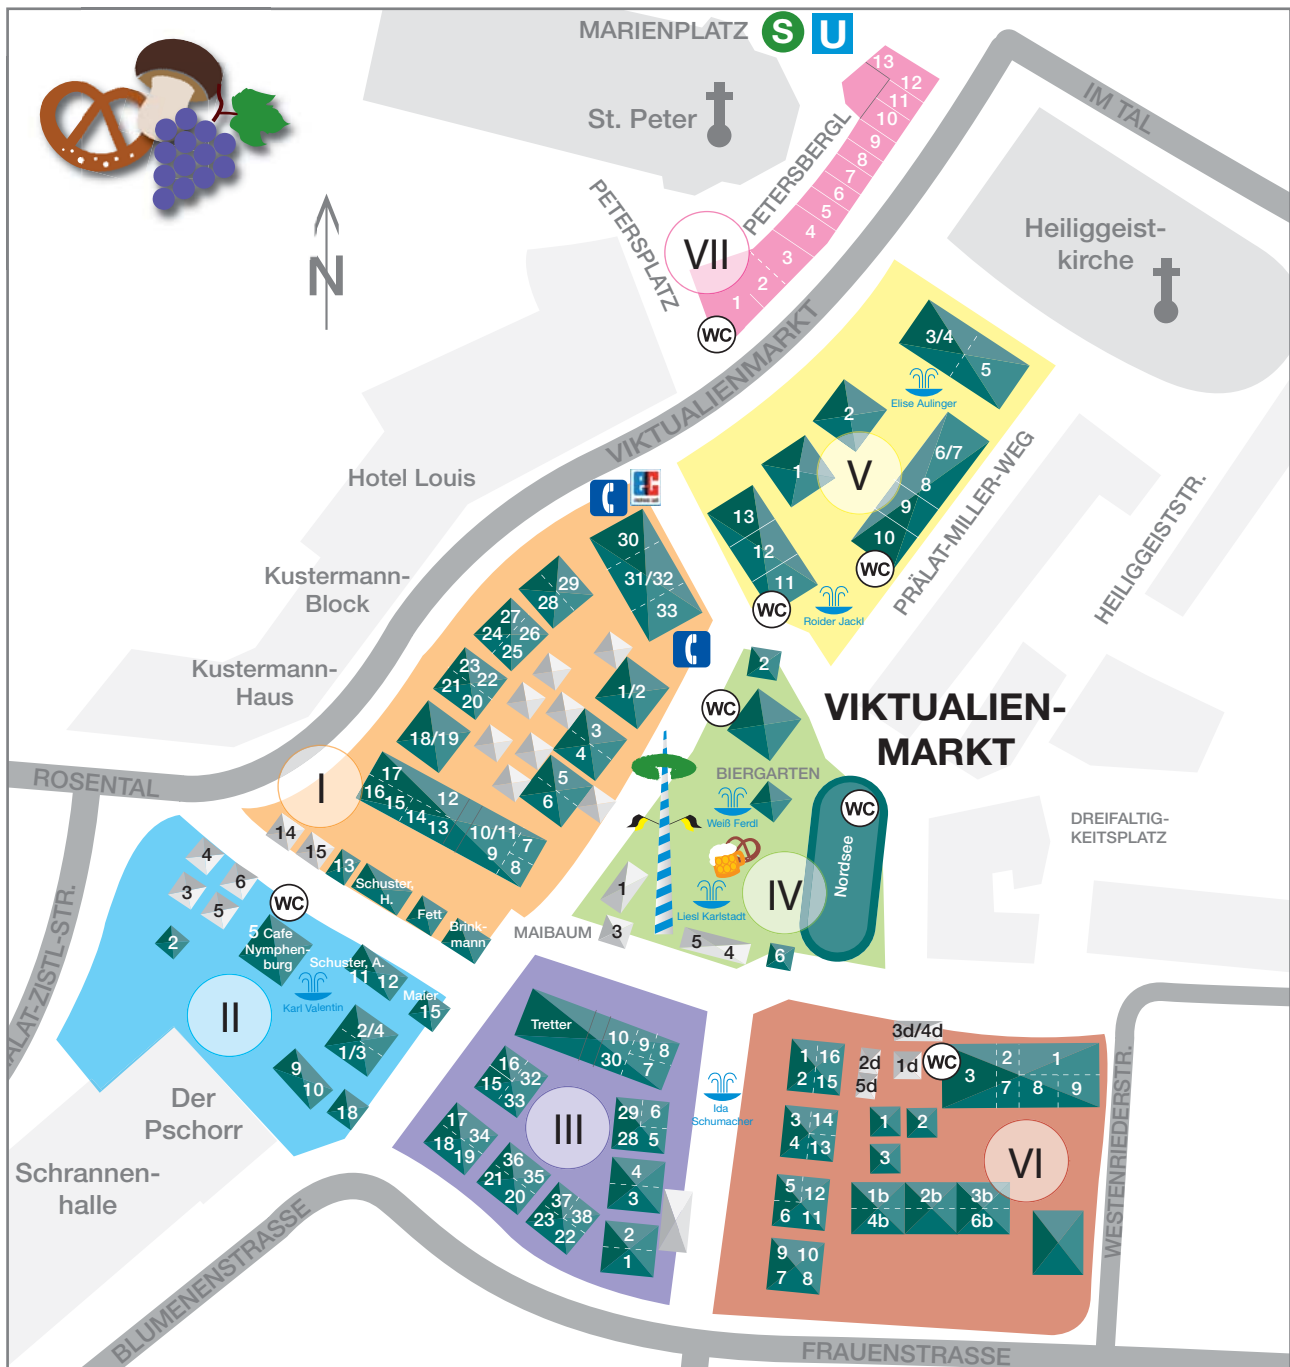 MARIENPLATZ
S
U
St. Peter
PETERSBERGL
PETERSPLATZ
IM TAL
13
12
11
10
9
8
7
6
5
4
3
2
1
VII
WC
N
Heiliggeist-
kirche
VIKTUALIENMARKT
3/4
5
Elise Aulinger
2
1
V
6/7
8
9
10
WC
13
12
11
WC
Roider Jackl
PRÄLAT-MILLER-WEG
HEILIGGEISTSTR.
Hotel Louis
Kustermann-
Block
Kustermann-
Haus
ec
30
31/32
33
29
28
27
24
26
25
23
22
21
20
18/19
1/2
3
4
5
6
17
16
15
14
13
12
10/11
9
7
8
I
14
15
13
Schuster,
H.
Fett
Brink-
mann
ROSENTAL
VIKTUALIEN-
MARKT
2
WC
BIERGARTEN
Weiß Ferdl
WC
Nordsee
Liesl Karlstadt
IV
1
3
5
4
6
MAIBAUM
DREIFALTIG-
KEITSPLATZ
ÄLAT-ZISTL-STR.
4
3
6
5
2
WC
5 Cafe
Nymphen-
burg
Schuster, A.
11
12
Maier
15
Karl Valentin
II
2/4
1/3
9
10
18
Der
Pschorr
Schrannen-
halle
BLUMENENSTRASSE
Tretter
10
9
8
30
7
16
32
15
33
17
34
18
19
36
35
21
20
37
38
23
22
III
29
6
28
5
4
3
2
1
Ida
Schumacher
1
16
2
15
3
14
4
13
5
12
6
11
9
10
7
8
3d/4d
2d
5d
1d
WC
3
2
1
7
8
9
1
2
3
VI
1b
2b
3b
4b
6b
WESTENRIEDERSTR.
FRAUENSTRASSE